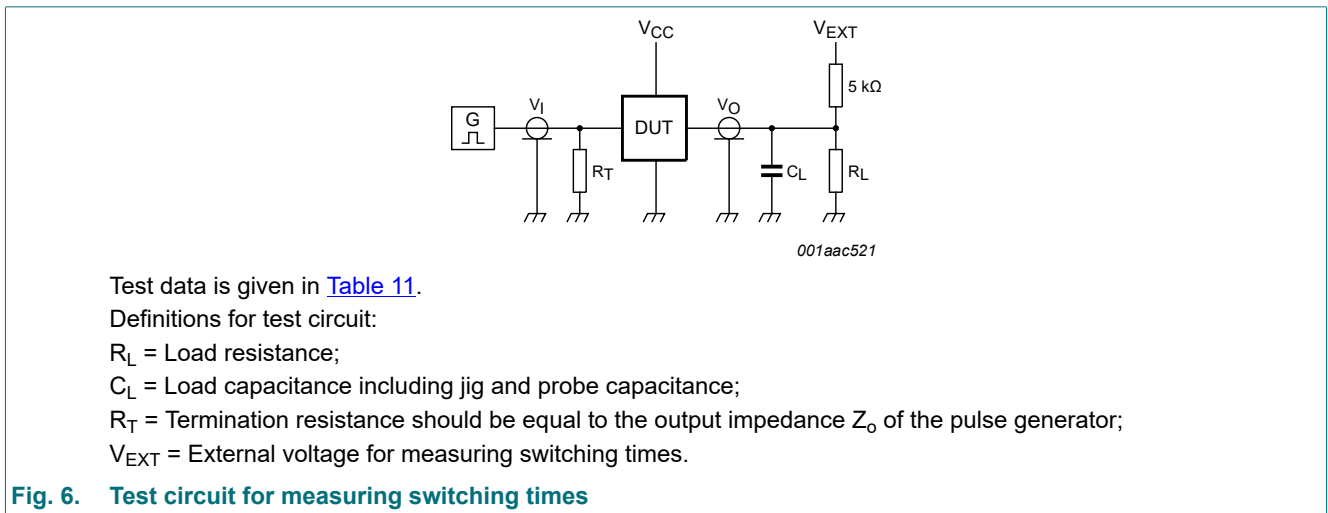 VCC
VEXT
5 kΩ
G
VI
DUT
VO
RT
CL
RL
001aac521
Test data is given in Table 11.
Definitions for test circuit:
RL = Load resistance;
CL = Load capacitance including jig and probe capacitance;
RT = Termination resistance should be equal to the output impedance Zo of the pulse generator;
VEXT = External voltage for measuring switching times.
Fig. 6. Test circuit for measuring switching times